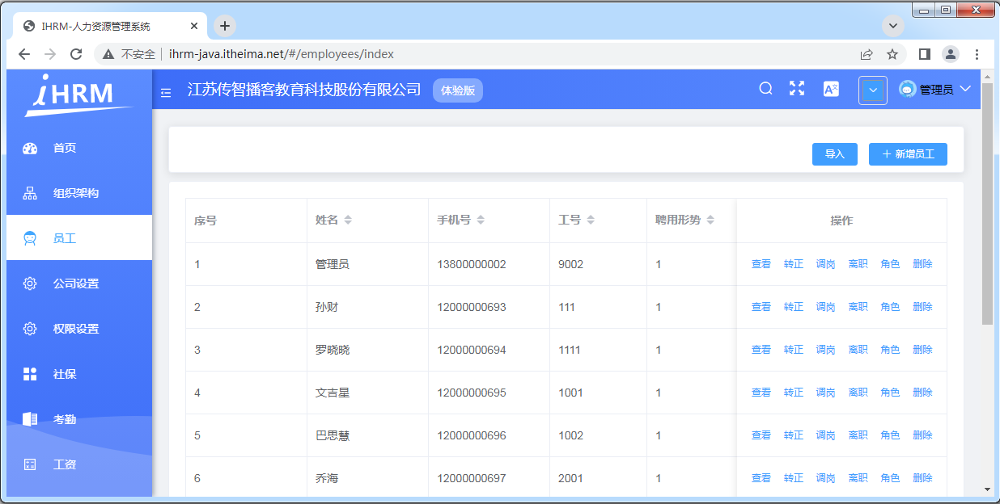 IHRM-人力资源管理系统
不安全 ihrm-java.itheima.net/#/employees/index
iHRM 江苏传智播客教育科技股份有限公司 体验版 A文 管理员
首页
组织架构
员工
公司设置
权限设置
社保
考勤
工资
导入 + 新增员工
序号 姓名 手机号 工号 聘用形势 操作
1 管理员 13800000002 9002 1 查看 转正 调岗 离职 角色 删除
2 孙财 12000000693 111 1 查看 转正 调岗 离职 角色 删除
3 罗晓晓 12000000694 1111 1 查看 转正 调岗 离职 角色 删除
4 文吉星 12000000695 1001 1 查看 转正 调岗 离职 角色 删除
5 巴思慧 12000000696 1002 1 查看 转正 调岗 离职 角色 删除
6 乔海 12000000697 2001 1 查看 转正 调岗 离职 角色 删除